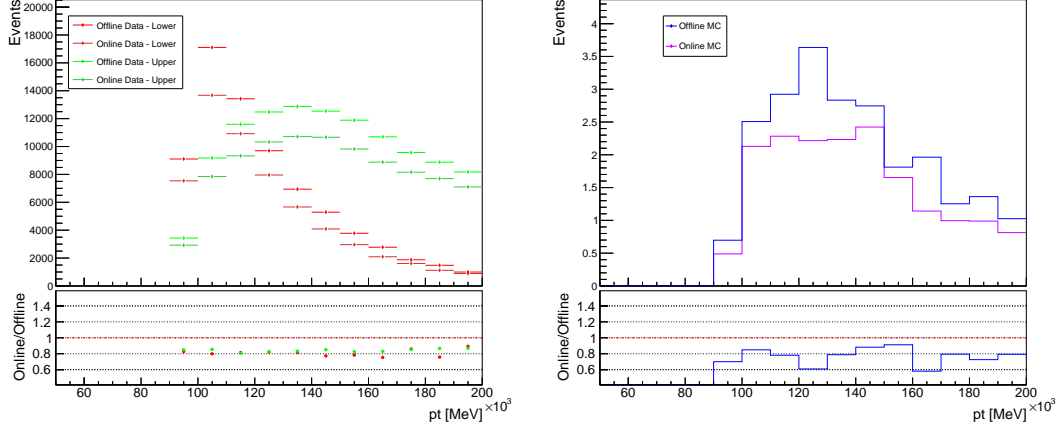 Events
20000
18000
16000
14000
12000
10000
8000
6000
4000
2000
0
Offline Data - Lower
Online Data - Lower
Offline Data - Upper
Online Data - Upper
Online/Offline
1.4
1.2
1
0.8
0.6
60 80 100 120 140 160 180 200
×10³
pt [MeV]
Events
4
3.5
3
2.5
2
1.5
1
0.5
0
Offline MC
Online MC
Online/Offline
1.4
1.2
1
0.8
0.6
60 80 100 120 140 160 180 200
×10³
pt [MeV]